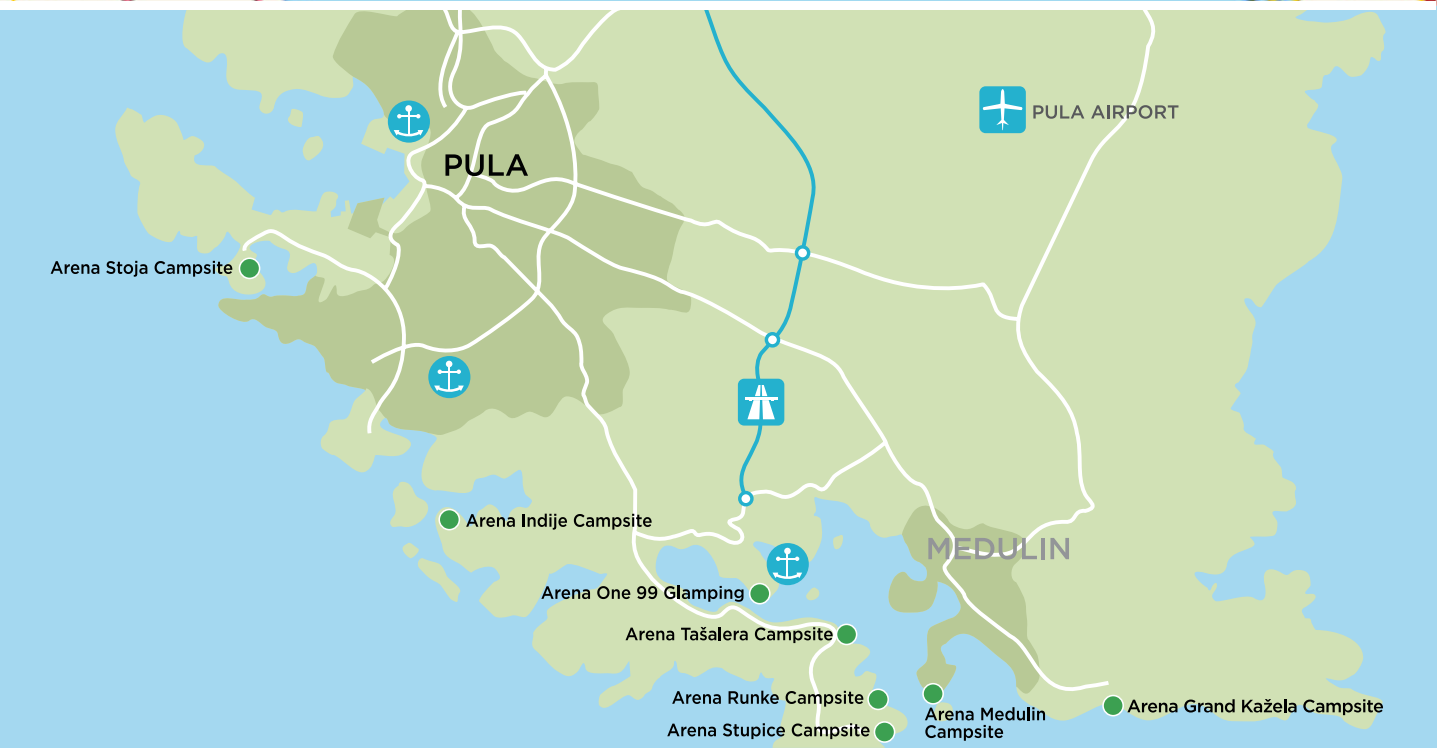 PULA AIRPORT
PULA
Arena Stoja Campsite
Arena Indije Campsite
MEDULIN
Arena One 99 Glamping
Arena Tašalera Campsite
Arena Runke Campsite
Arena Medulin
Campsite
Arena Grand Kažela Campsite
Arena Stupice Campsite